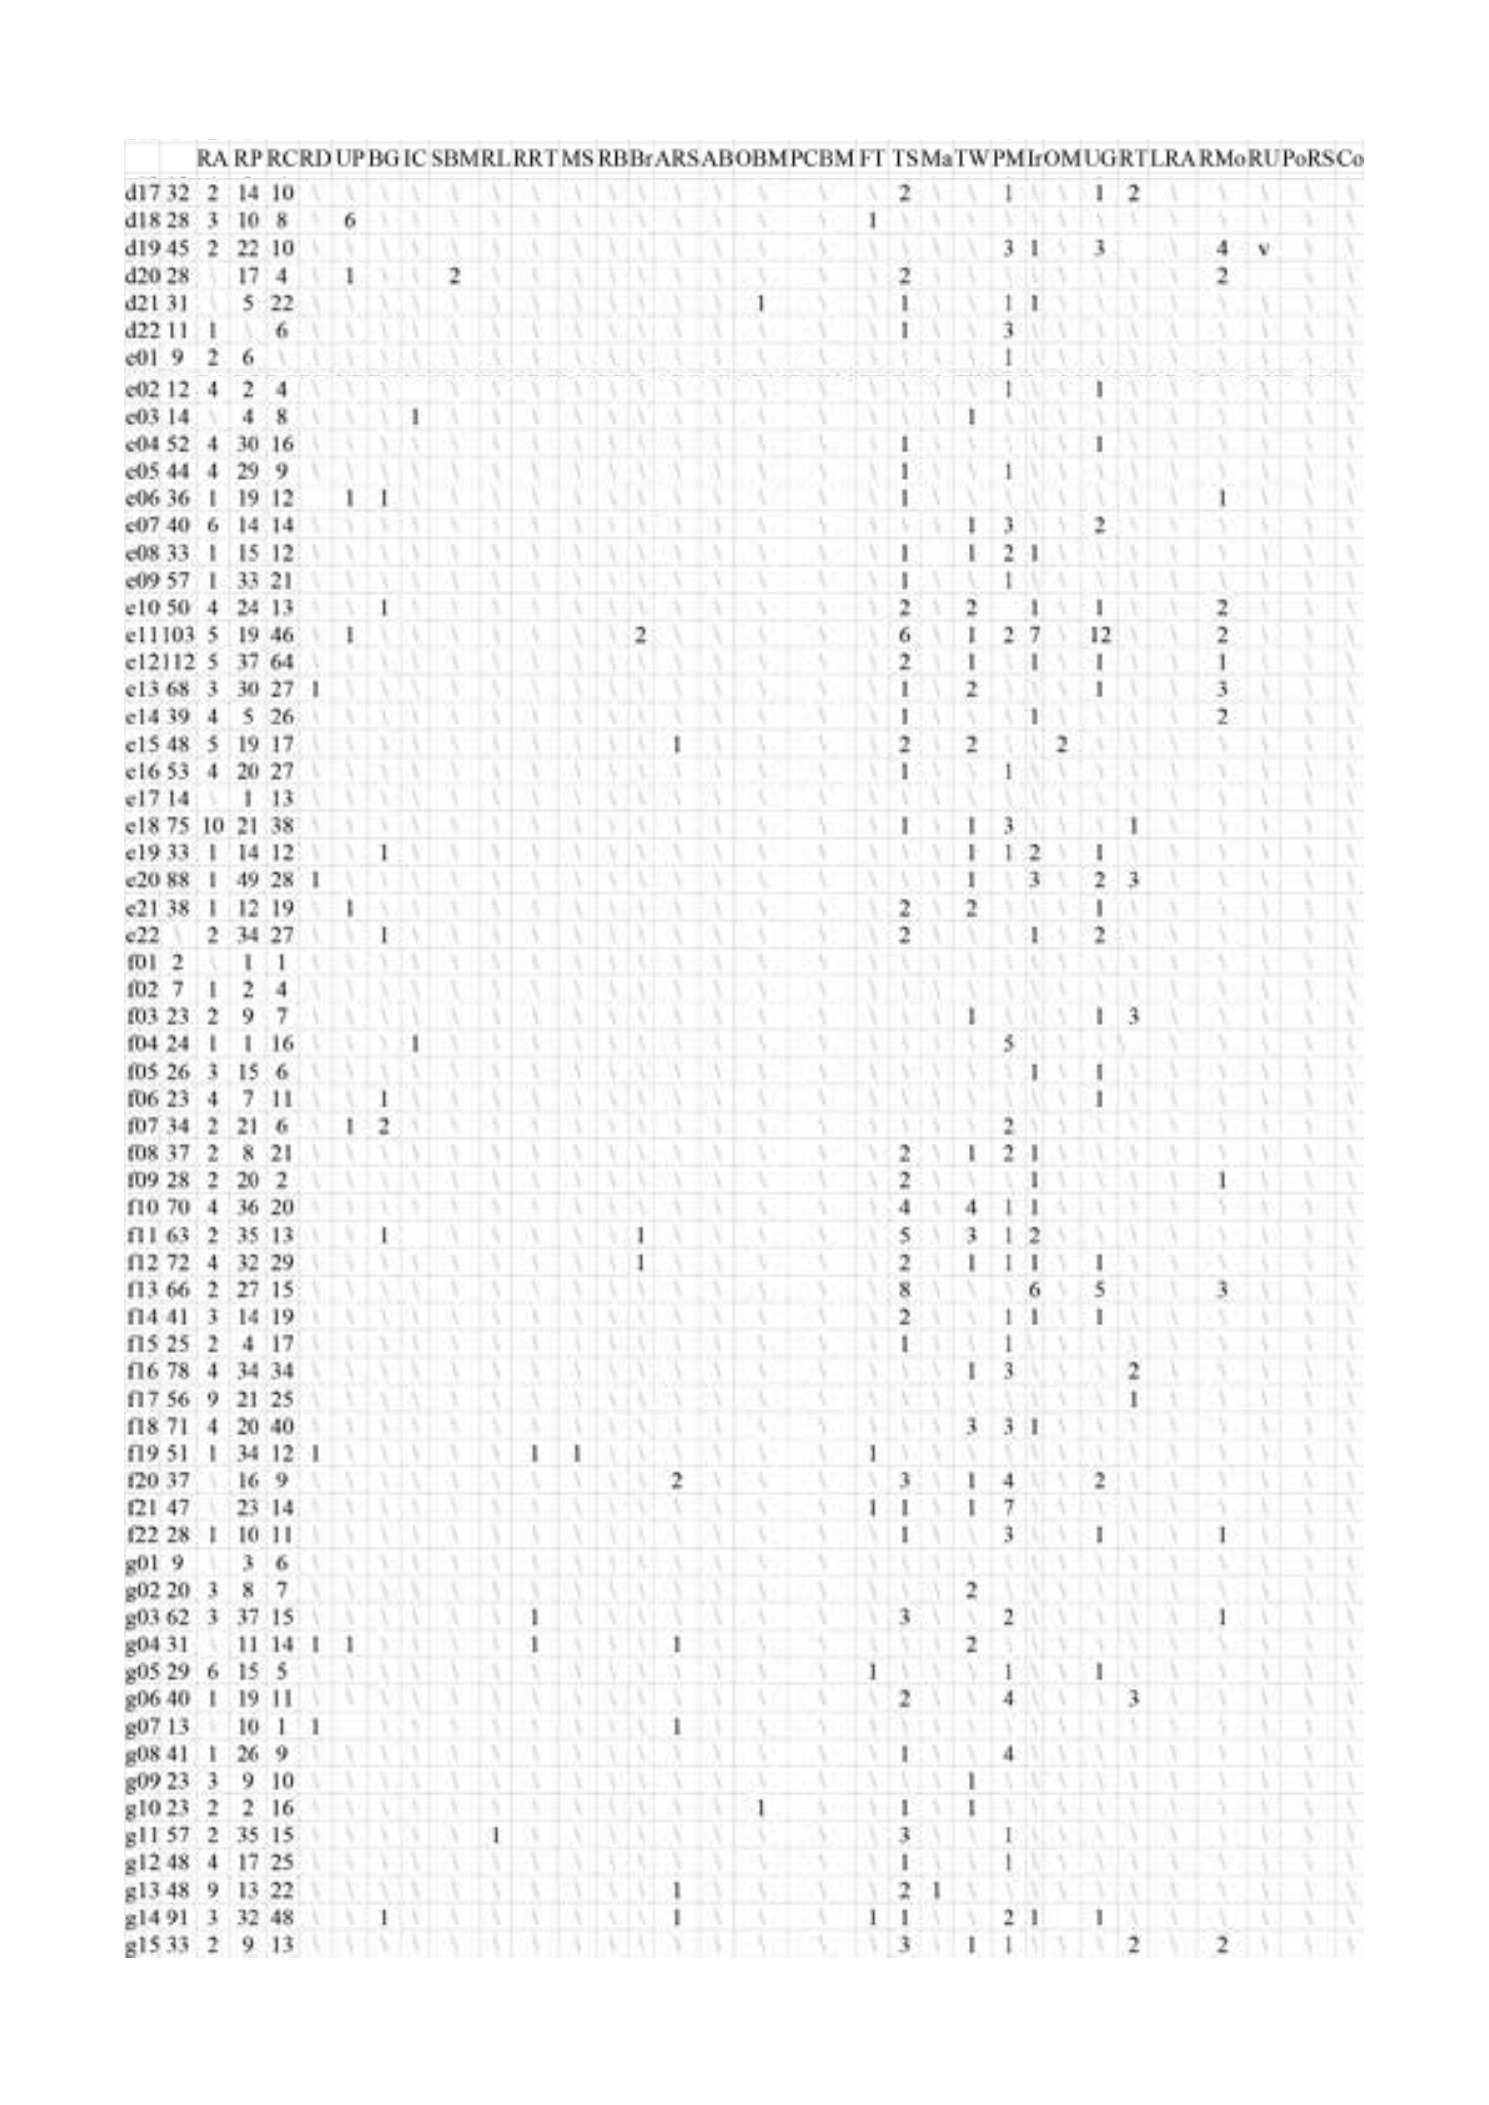 RA RP RC RD UP BG IC SBM RL RRT MS RB Br ARS AB OBM PCBM FT TS Ma TW PM Ir OM UG RT LRA RMo RU Po RS Co
d17 32 2 14 10 2 1 1 2
d18 28 3 10 8 6 1
d19 45 2 22 10 3 1 3 4 v
d20 28 17 4 1 2 2 2
d21 31 5 22 1 1 1 1
d22 11 1 6 1 3
e01 9 2 6 1
e02 12 4 2 4 1 1
e03 14 4 8 1 1
e04 52 4 30 16 1 1
e05 44 4 29 9 1 1
e06 36 1 19 12 1 1 1 1
e07 40 6 14 14 1 3 2
e08 33 1 15 12 1 1 2 1
e09 57 1 33 21 1 1
e10 50 4 24 13 1 2 2 1 1 2
e11 103 5 19 46 1 2 6 1 2 7 12 2
e12 112 5 37 64 2 1 1 1 1
e13 68 3 30 27 1 1 2 1 3
e14 39 4 5 26 1 1 2
e15 48 5 19 17 1 2 2 2
e16 53 4 20 27 1 1
e17 14 1 13
e18 75 10 21 38 1 1 3 1
e19 33 1 14 12 1 1 1 2 1
e20 88 1 49 28 1 1 3 2 3
e21 38 1 12 19 1 2 2 1
e22 \ 2 34 27 1 2 1 2
f01 2 1 1
f02 7 1 2 4
f03 23 2 9 7 1 1 3
f04 24 1 1 16 1 5
f05 26 3 15 6 1 1
f06 23 4 7 11 1 1
f07 34 2 21 6 1 2 2
f08 37 2 8 21 2 1 2 1
f09 28 2 20 2 2 1 1
f10 70 4 36 20 4 4 1 1
f11 63 2 35 13 1 1 5 3 1 2
f12 72 4 32 29 1 2 1 1 1 1
f13 66 2 27 15 8 6 5 3
f14 41 3 14 19 2 1 1 1
f15 25 2 4 17 1 1
f16 78 4 34 34 1 3 2
f17 56 9 21 25 1
f18 71 4 20 40 3 3 1
f19 51 1 34 12 1 1 1 1
f20 37 16 9 2 3 1 4 2
f21 47 23 14 1 1 1 7
f22 28 1 10 11 1 3 1 1
g01 9 3 6
g02 20 3 8 7 2
g03 62 3 37 15 1 3 2 1
g04 31 11 14 1 1 1 1 2
g05 29 6 15 5 1 1 1
g06 40 1 19 11 2 4 3
g07 13 10 1 1 1
g08 41 1 26 9 1 4
g09 23 3 9 10 1
g10 23 2 2 16 1 1 1
g11 57 2 35 15 1 3 1
g12 48 4 17 25 1 1
g13 48 9 13 22 1 2 1
g14 91 3 32 48 1 1 1 1 2 1 1
g15 33 2 9 13 3 1 1 2 2